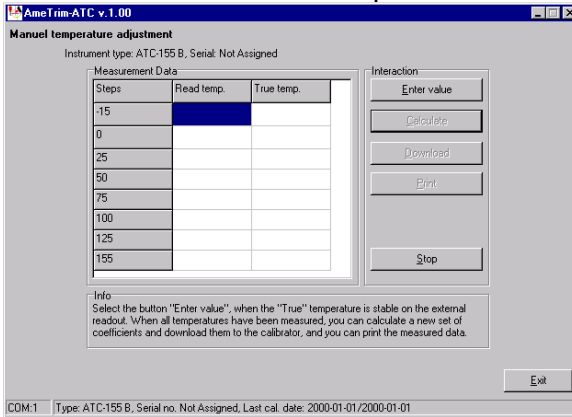 AmeTrim-ATC v.1.00
Manuel temperature adjustment
Instrument type: ATC-155 B, Serial: Not Assigned
Measurement Data
Interaction
Steps Read temp. True temp.
Enter value
-15
Calculate
0
25
Download
50
Print
75
100
125
155
Stop
Info
Select the button "Enter value", when the "True" temperature is stable on the external
readout. When all temperatures have been measured, you can calculate a new set of
coefficients and download them to the calibrator, and you can print the measured data.
Exit
COM:1 Type: ATC-155 B, Serial no. Not Assigned, Last cal. date: 2000-01-01/2000-01-01